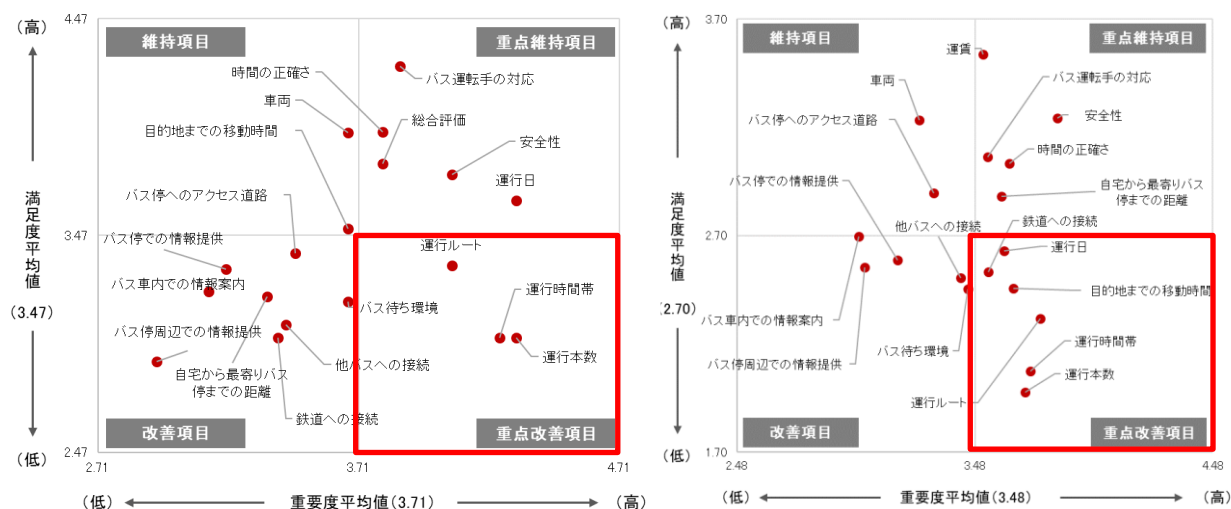 4.47
（高）
維持項目
重点維持項目
時間の正確さ
バス運転手の対応
車両
総合評価
目的地までの移動時間
安全性
運行日
バス停へのアクセス道路
満足度平均値
（3.47）
3.47
バス停での情報提供
運行ルート
バス車内での情報案内
運行時間帯
バス待ち環境
バス停周辺での情報提供
運行本数
他バスへの接続
自宅から最寄りバス
停までの距離
鉄道への接続
改善項目
重点改善項目
（低）
2.47
2.71
3.71
4.71
（低）
重要度平均値（3.71）
（高）
3.70
（高）
維持項目
重点維持項目
運賃
バス運転手の対応
車両
安全性
バス停へのアクセス道路
時間の正確さ
バス停での情報提供
自宅から最寄りバス
停までの距離
他バスへの接続
鉄道への接続
満足度平均値
（2.70）
2.70
運行日
目的地までの移動時間
バス車内での情報案内
バス待ち環境
バス停周辺での情報提供
運行時間帯
運行本数
運行ルート
改善項目
重点改善項目
（低）
1.70
2.48
3.48
4.48
（低）
重要度平均値（3.48）
（高）